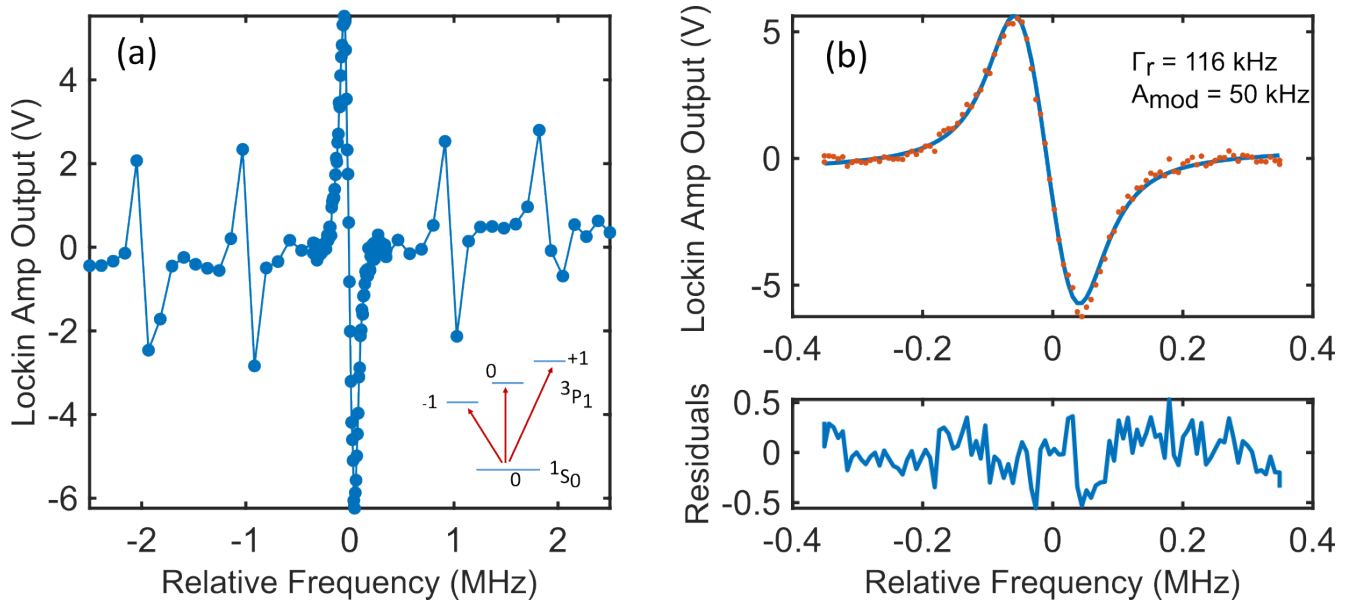 (a)
Lockin Amp Output (V)
4
2
0
-2
-4
-6
-2
-1
0
1
2
Relative Frequency (MHz)
+1
0
-1
³P₁
¹S₀
0
(b)
Lockin Amp Output (V)
5
0
-5
Γᵣ = 116 kHz
A_mod = 50 kHz
-0.4
-0.2
0
0.2
0.4
Residuals
0.5
0
-0.5
-0.4
-0.2
0
0.2
0.4
Relative Frequency (MHz)